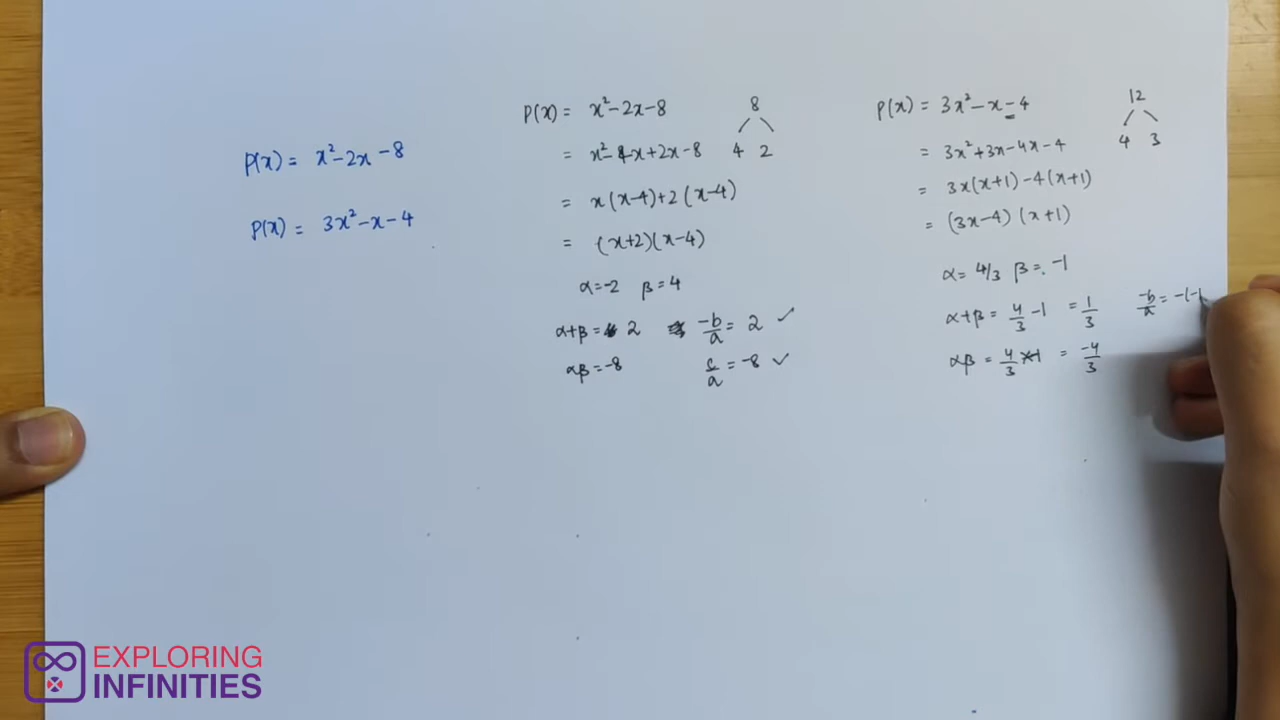 P(x) = x²-2x-8
P(x) = 3x²-x-4
P(x) = x²-2x-8
8
= x²-4x+2x-8
4 2
= x(x-4)+2(x-4)
= (x+2)(x-4)
α=-2 β=4
α+β = 2 -b/a = 2 ✓
αβ=-8 c/a = -8 ✓
P(x) = 3x²-x-4
12
= 3x²+3x-4x-4
4 3
= 3x(x+1)-4(x+1)
= (3x-4)(x+1)
α= 4/3 β= -1
α+β = 4/3 -1 = 1/3 -b/a = -(-1
αβ = 4/3 x-1 = -4/3
EXPLORING
INFINITIES